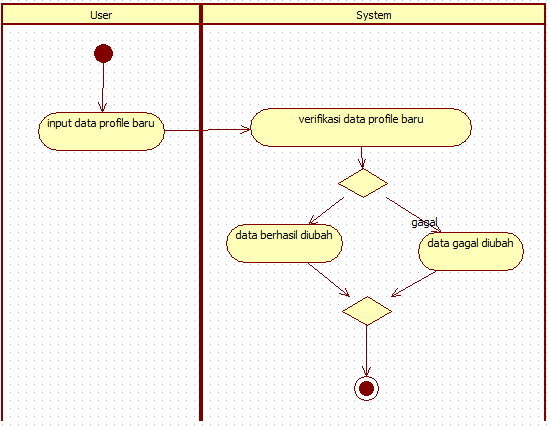 User
System
input data profile baru
verifikasi data profile baru
gagal
data berhasil diubah
data gagal diubah